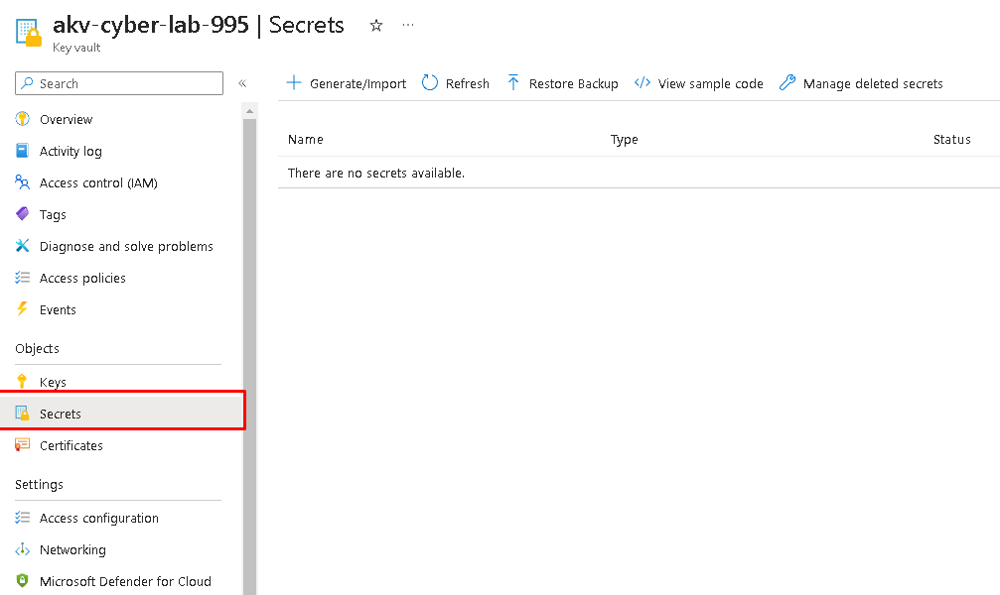 akv-cyber-lab-995 | Secrets
Key vault
Search
Overview
Activity log
Access control (IAM)
Tags
Diagnose and solve problems
Access policies
Events
Objects
Keys
Secrets
Certificates
Settings
Access configuration
Networking
Microsoft Defender for Cloud
Generate/Import Refresh Restore Backup View sample code Manage deleted secrets
Name Type Status
There are no secrets available.